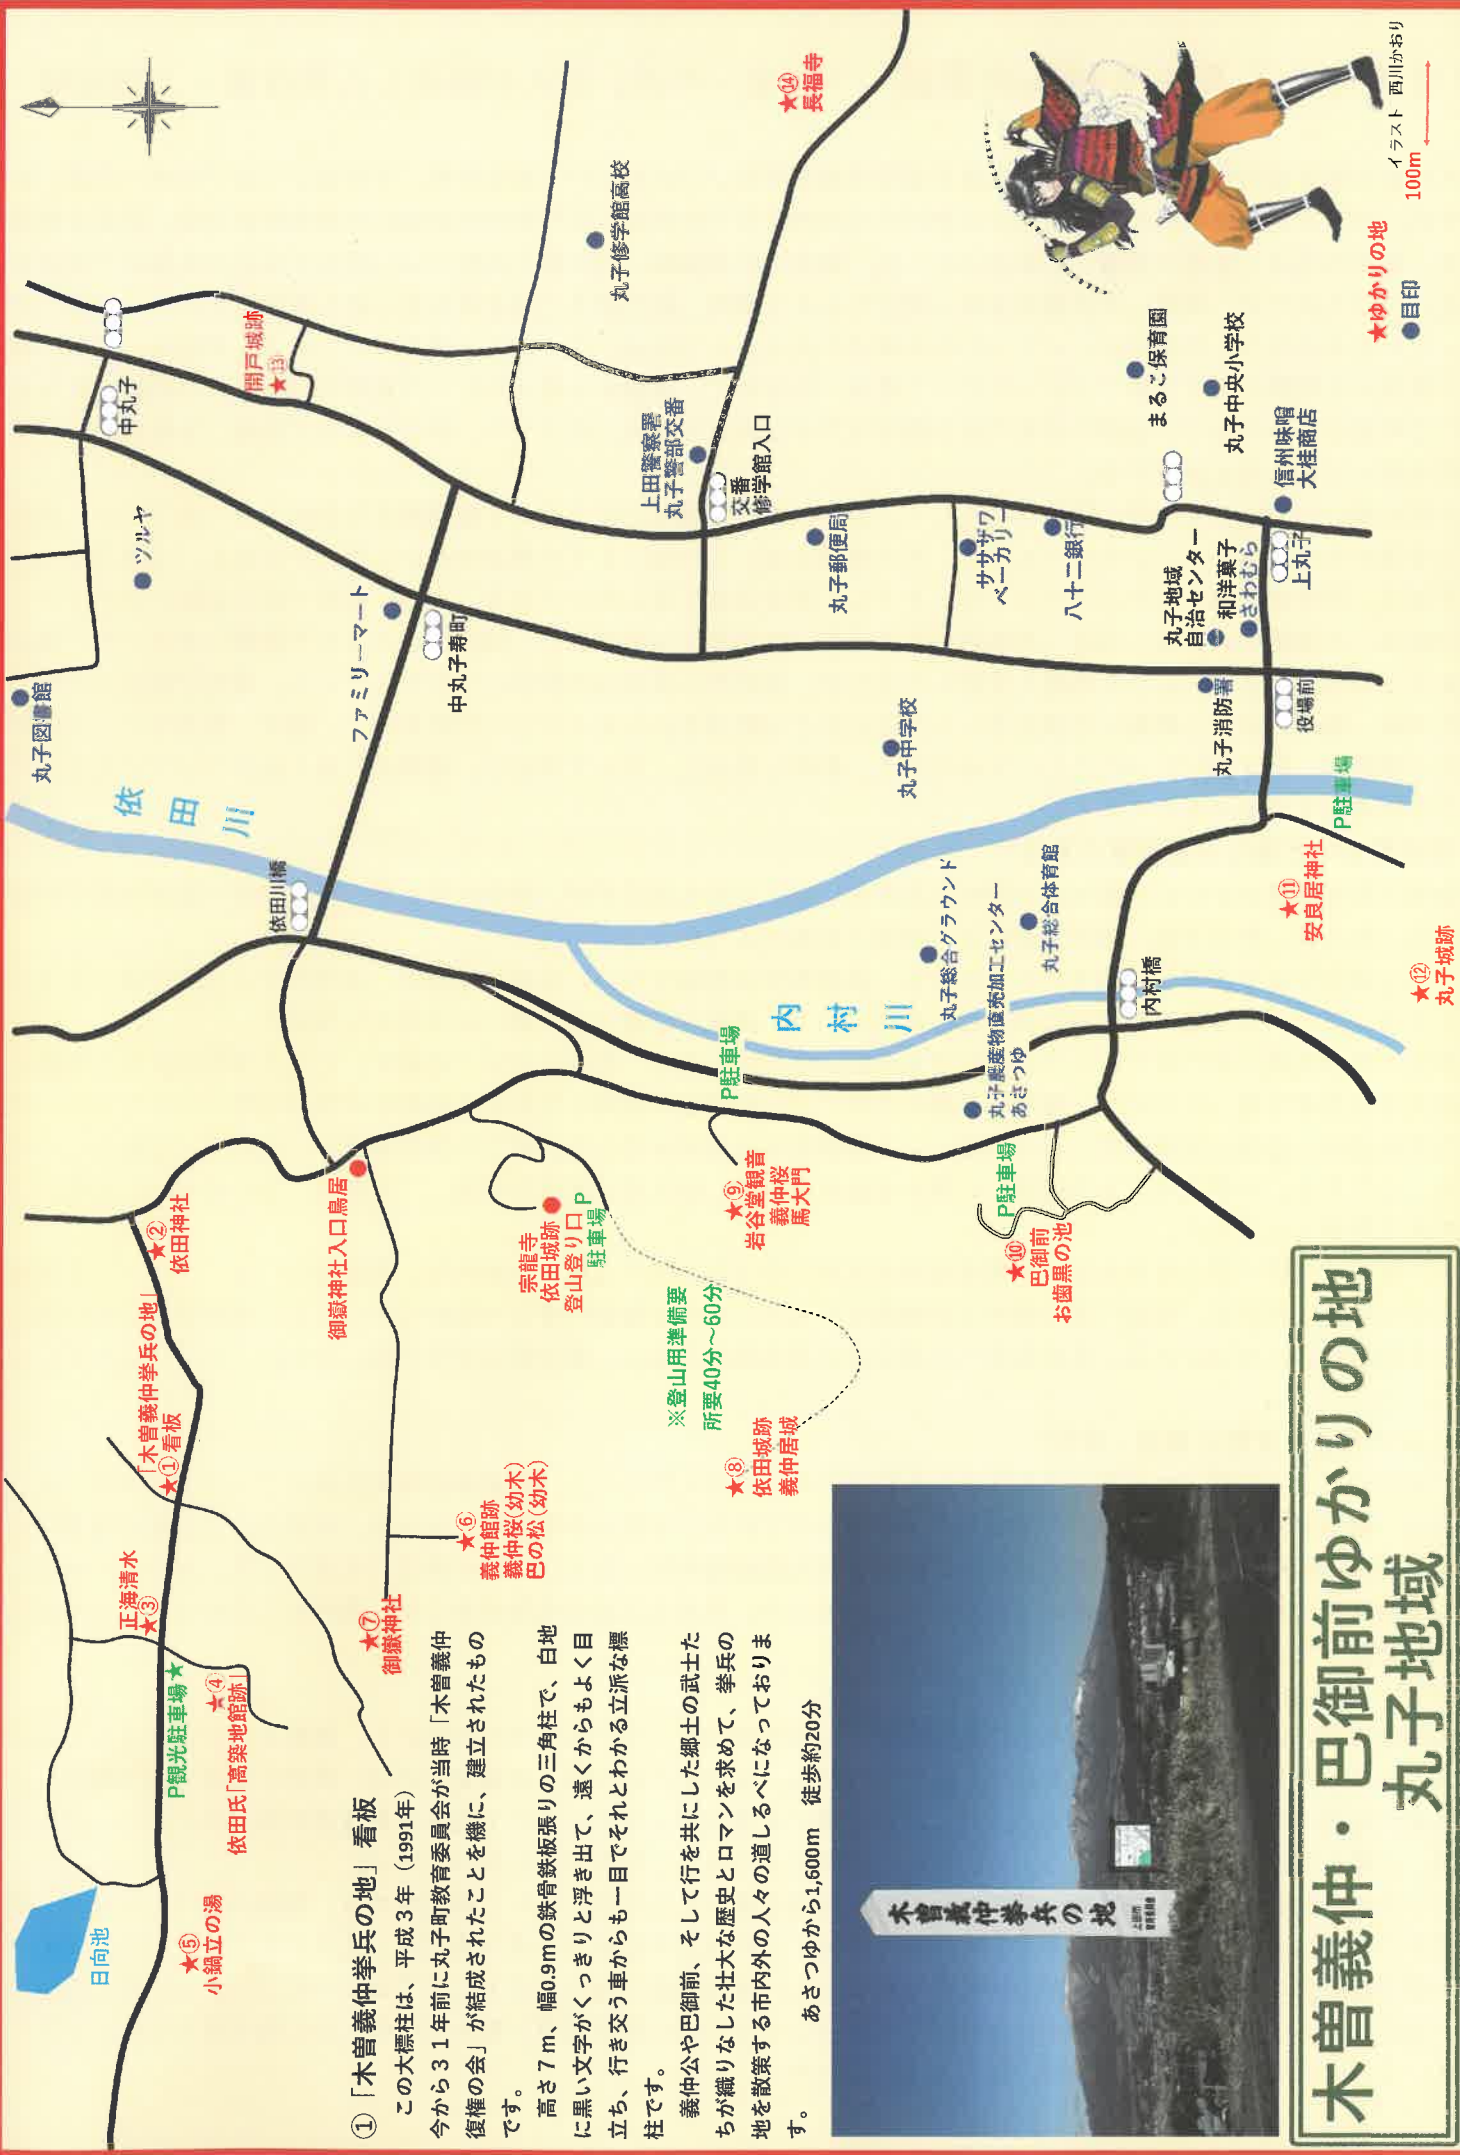 木曽義仲・巴御前ゆかりの地
丸子地域
①「木曽義仲挙兵の地」看板
この大標柱は、平成3年（1991年）
今から31年前に丸子町教育委員会が当時「木曽義仲
復権の会」が結成されたことを機に、建立されたもの
です。
高さ7m、幅0.9mの鉄骨鉄板張りの三角柱で、白地
に黒い文字がくっきりと浮き出て、遠くからもよく目
立ち、行き交う車からも一目でそれとわかる立派な標
柱です。
義仲公や巴御前、そして行を共にした郷土の武士た
ちが織りなした壮大な歴史とロマンを求めて、挙兵の
地を散策する市内外の人々の道しるべになっておりま
す。
あさつゆから1,600m　徒歩約20分
木曽義仲挙兵の地
日向池
★⑤
小鍋立の湯
P観光駐車場★
★④
依田氏「高築地館跡」
正海清水
★③
「木曽義仲挙兵の地」
★①看板
★②
依田神社
御嶽神社入口鳥居
★⑦
御嶽神社
★⑥
義仲館跡
義仲桜(幼木)
巴の松(幼木)
宗龍寺
依田城跡
登山登り口
駐車場 P
※登山用準備要
所要40分～60分
★⑧
依田城跡
義仲居城
★⑨
岩谷堂観音
義仲桜
馬大門
P駐車場
P駐車場
★⑩
巴御前
お歯黒の池
丸子農産物直売加工センター
あさつゆ
内村橋
丸子総合グラウンド
丸子総合体育館
内村川
依田川
依田川橋
★⑪
安良居神社
★⑫
丸子城跡
P駐車場
丸子図書館
ツルヤ
ファミリーマート
中丸子寿町
中丸子
開戸城跡
★⑬
丸子修学館高校
★⑭
長福寺
上田警察署
丸子警部交番
交番
修学館入口
丸子郵便局
ササザワ
ベーカリー
八十二銀行
丸子中学校
丸子消防署
丸子地域
自治センター
和洋菓子
さわむら
役場前
上丸子
信州味噌
大桂商店
まるこ保育園
丸子中央小学校
★ゆかりの地
●目印
100m
イラスト 西川かおり